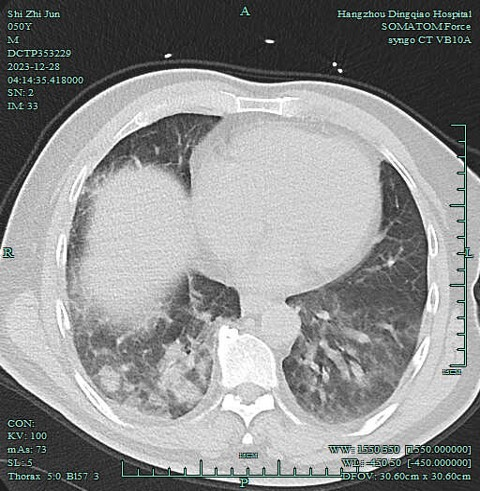 Shi Zhi Jun
050Y
M
DCTP353229
2023-12-28
04:14:35.418000
SN: 2
IM: 33
A
Hangzhou Dingqiao Hospital
SOMATOM Force
syngo CT VB10A
R
L
CON:
KV: 100
mAs: 73
SL: 5
Thorax 5.0 Bl57 3
P
WW: 1550.550 [1550.000000]
WL: -450.50 [-450.000000]
DFOV: 30.60cm x 30.60cm